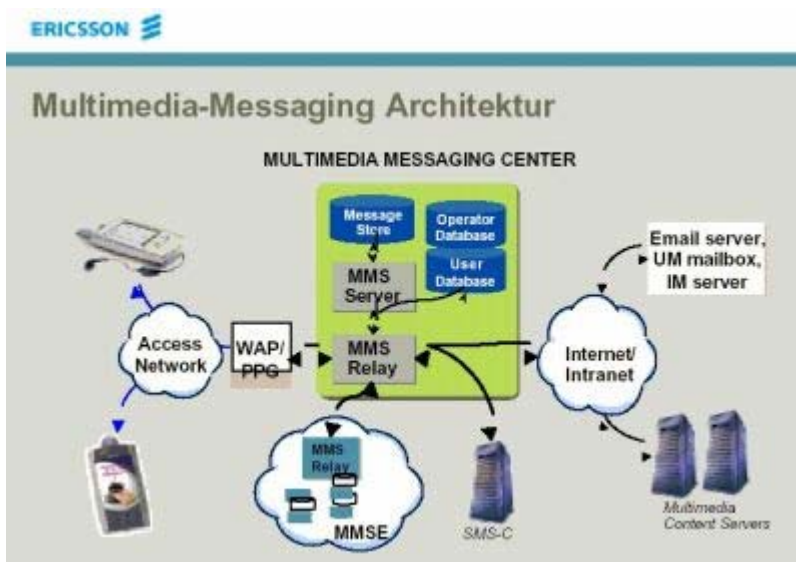 ERICSSON
Multimedia-Messaging Architektur
MULTIMEDIA MESSAGING CENTER
Message
Store
Operator
Database
User
Database
MMS
Server
MMS
Relay
Email server,
UM mailbox,
IM server
Access
Network
WAP/
PPG
Internet/
Intranet
MMS
Relay
MMSE
SMS-C
Multimedia
Content Servers